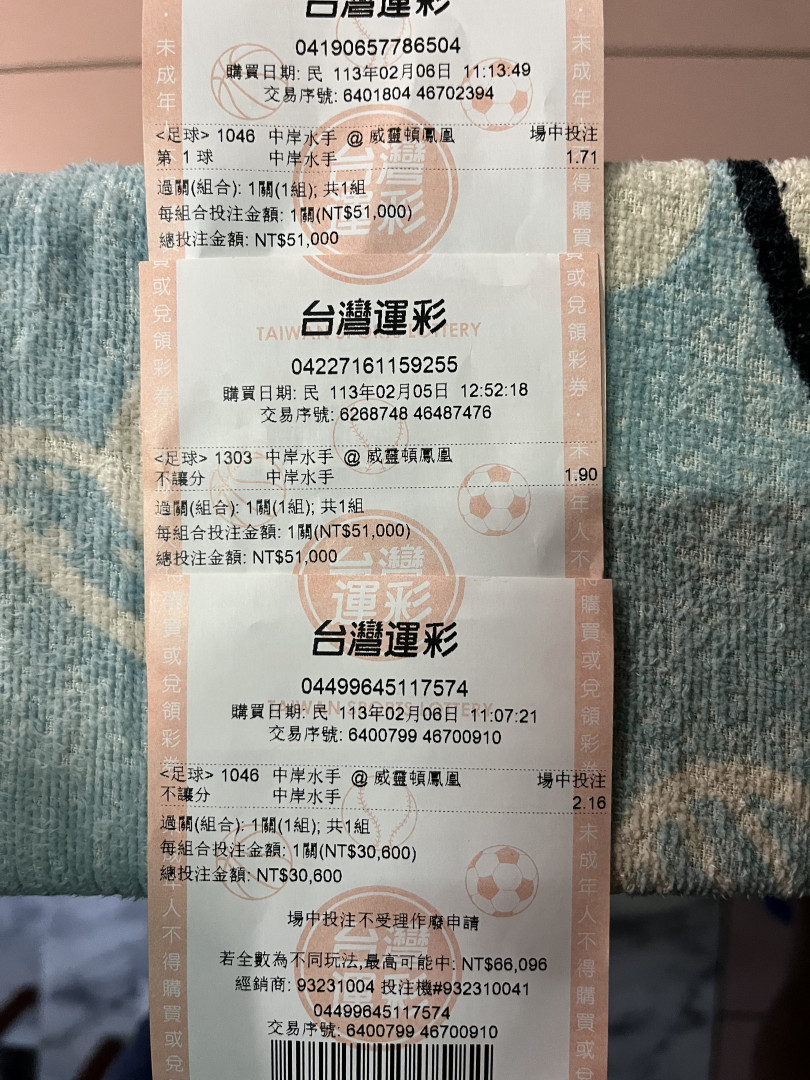 台灣運彩
04190657786504
購買日期: 民 113年02月06日 11:13:49
交易序號: 6401804 46702394
<足球> 1046 中岸水手 @ 威靈頓鳳凰 場中投注
第 1 球 中岸水手 1.71
過關(組合): 1關(1組); 共1組
每組合投注金額: 1關(NT$51,000)
總投注金額: NT$51,000
台灣運彩
TAIWAN SPORTS LOTTERY
04227161159255
購買日期: 民 113年02月05日 12:52:18
交易序號: 6268748 46487476
<足球> 1303 中岸水手 @ 威靈頓鳳凰
不讓分 中岸水手 1.90
過關(組合): 1關(1組); 共1組
每組合投注金額: 1關(NT$51,000)
總投注金額: NT$51,000
台灣運彩
台灣運彩
TAIWAN SPORTS LOTTERY
04499645117574
購買日期: 民 113年02月06日 11:07:21
交易序號: 6400799 46700910
<足球> 1046 中岸水手 @ 威靈頓鳳凰 場中投注
不讓分 中岸水手 2.16
過關(組合): 1關(1組); 共1組
每組合投注金額: 1關(NT$30,600)
總投注金額: NT$30,600
場中投注不受理作廢申請
若全數為不同玩法,最高可能中: NT$66,096
經銷商: 93231004 投注機#932310041
04499645117574
交易序號: 6400799 46700910
未成年人
得購買或兌領彩券
未成年人不得購買或兌